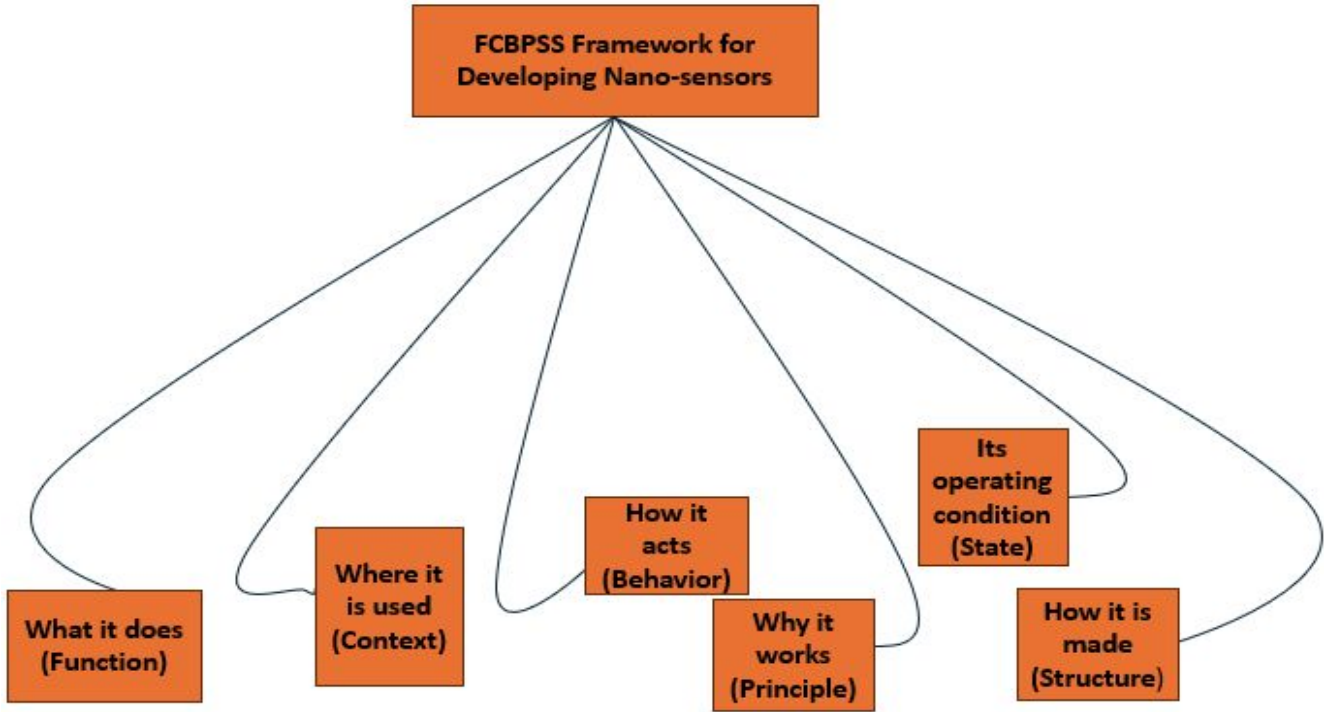 FCBPSS Framework for
Developing Nano-sensors
What it does
(Function)
Where it
is used
(Context)
How it
acts
(Behavior)
Why it
works
(Principle)
Its
operating
condition
(State)
How it is
made
(Structure)